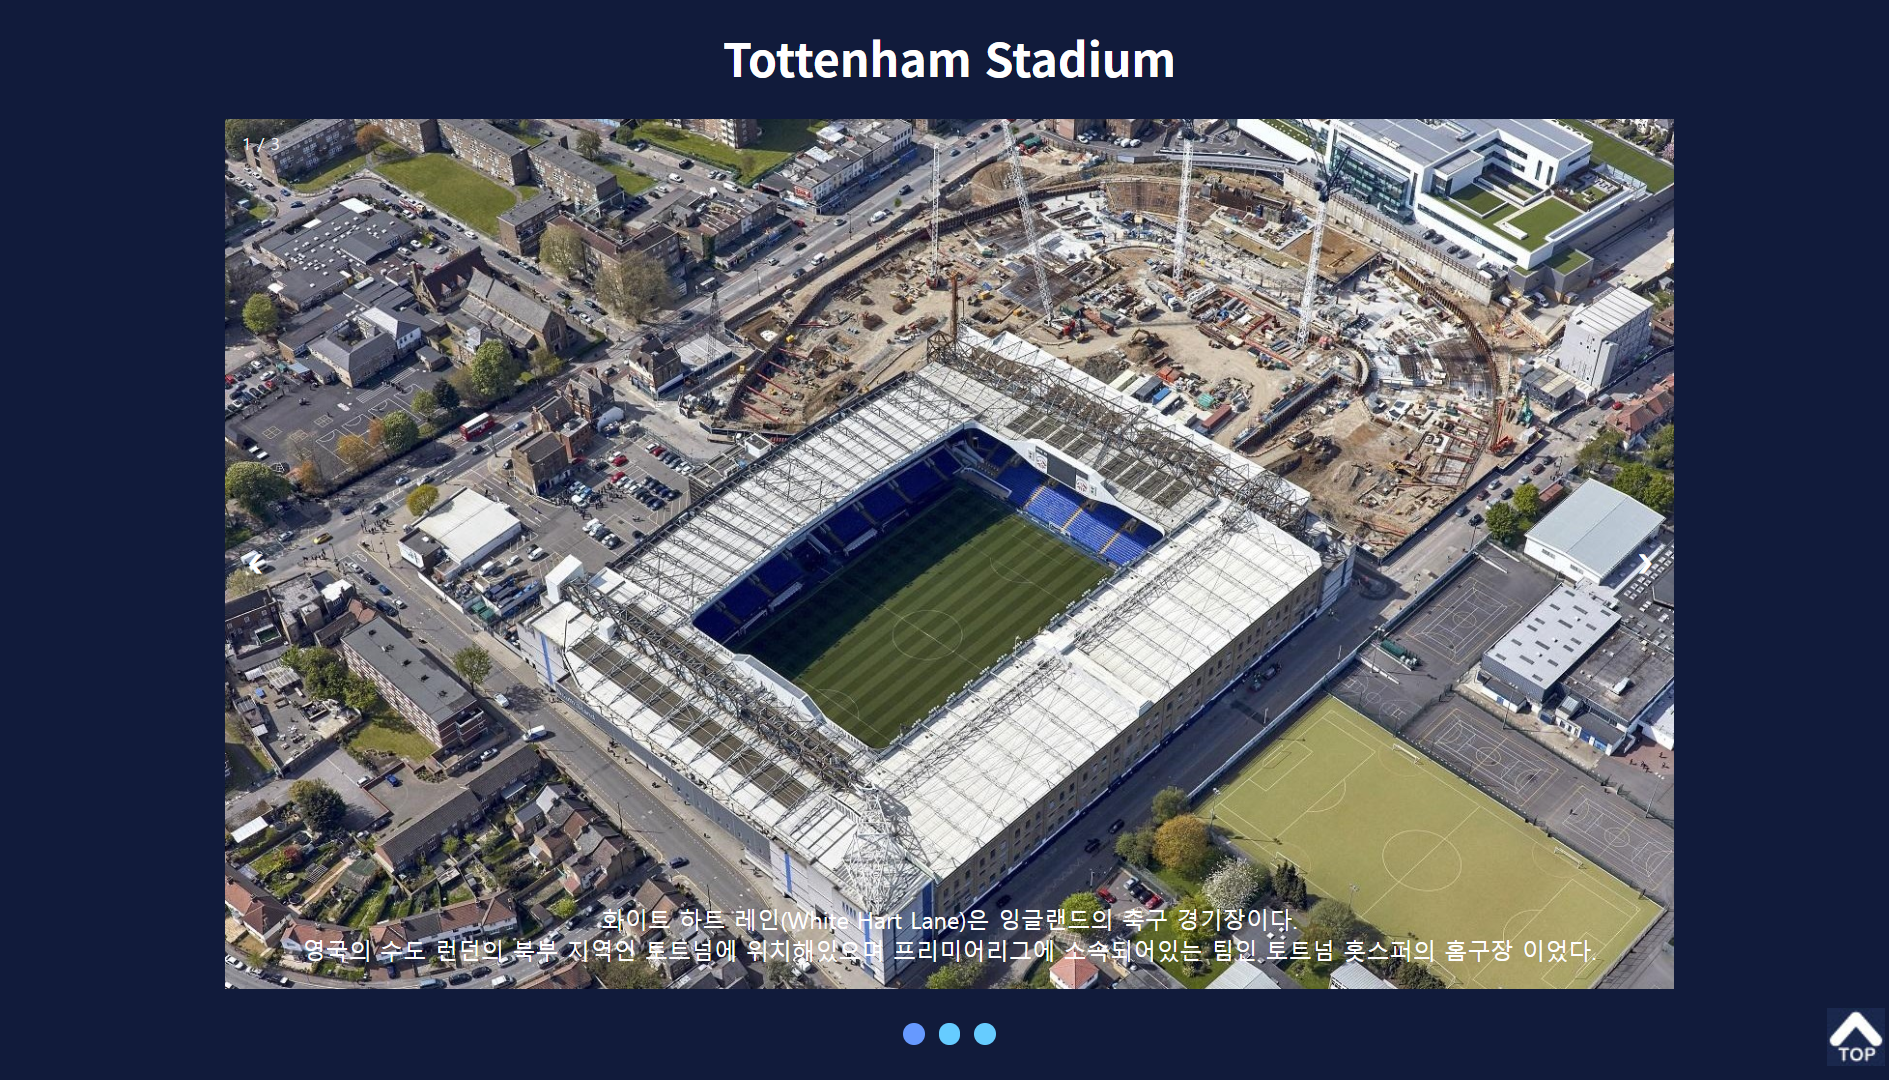 Tottenham Stadium
1 / 3
화이트 하트 레인(White Hart Lane)은 잉글랜드의 축구 경기장이다.
영국의 수도 런던의 북부 지역인 토트넘에 위치해있으며 프리미어리그에 소속되어있는 팀인 토트넘 홋스퍼의 홈구장 이었다.
TOP